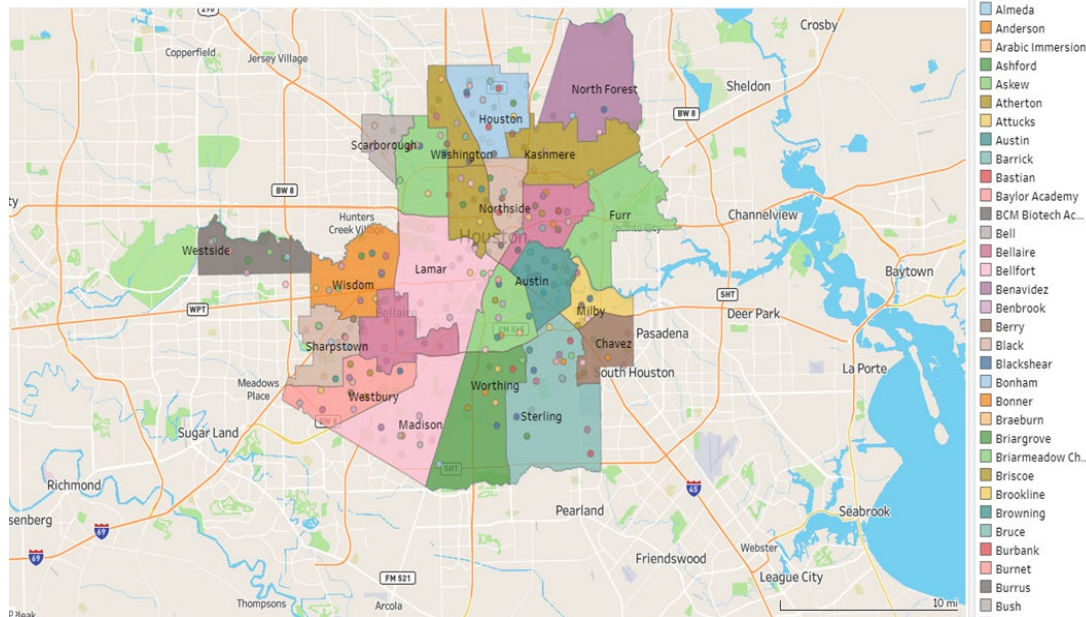 Crosby
Copperfield
Jersey Village
Sheldon
North Forest
BW 8
Houston
Scarborough
Washington
Kashmere
BW 8
Hunters
Creek Village
Northside
Furr
Channelview
Westside
Houston
Lamar
Wisdom
Austin
Baytown
WPT
SHT
Bellaire
Milby
Deer Park
Sharpstown
Chavez
Pasadena
La Porte
Meadows
Place
Worthing
South Houston
Westbury
Sterling
Madison
Sugar Land
SHT
Richmond
45
Pearland
Seabrook
senberg
69
69
Friendswood
Webster
League City
FM 521
Thompsons
Arcola
10 mi
Almeda
Anderson
Arabic Immersion
Ashford
Askew
Atherton
Attucks
Austin
Barrick
Bastian
Baylor Academy
BCM Biotech Ac...
Bell
Bellaire
Bellfort
Benavidez
Benbrook
Berry
Black
Blackshear
Bonham
Bonner
Braeburn
Briargrove
Briarmeadow Ch...
Briscoe
Brookline
Browning
Bruce
Burbank
Burnet
Burrus
Bush